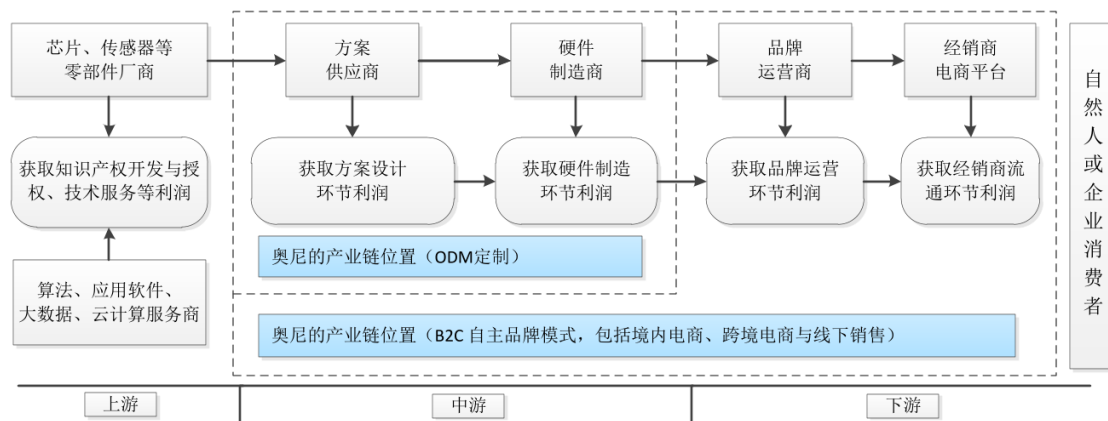 芯片、传感器等
零部件厂商
方案
供应商
硬件
制造商
品牌
运营商
经销商
电商平台
获取知识产权开发与授
权、技术服务等利润
获取方案设计
环节利润
获取硬件制造
环节利润
获取品牌运营
环节利润
获取经销商流
通环节利润
自然人或企业消费者
奥尼的产业链位置（ODM定制）
算法、应用软件、
大数据、云计算服务商
奥尼的产业链位置（B2C 自主品牌模式，包括境内电商、跨境电商与线下销售）
上游
中游
下游